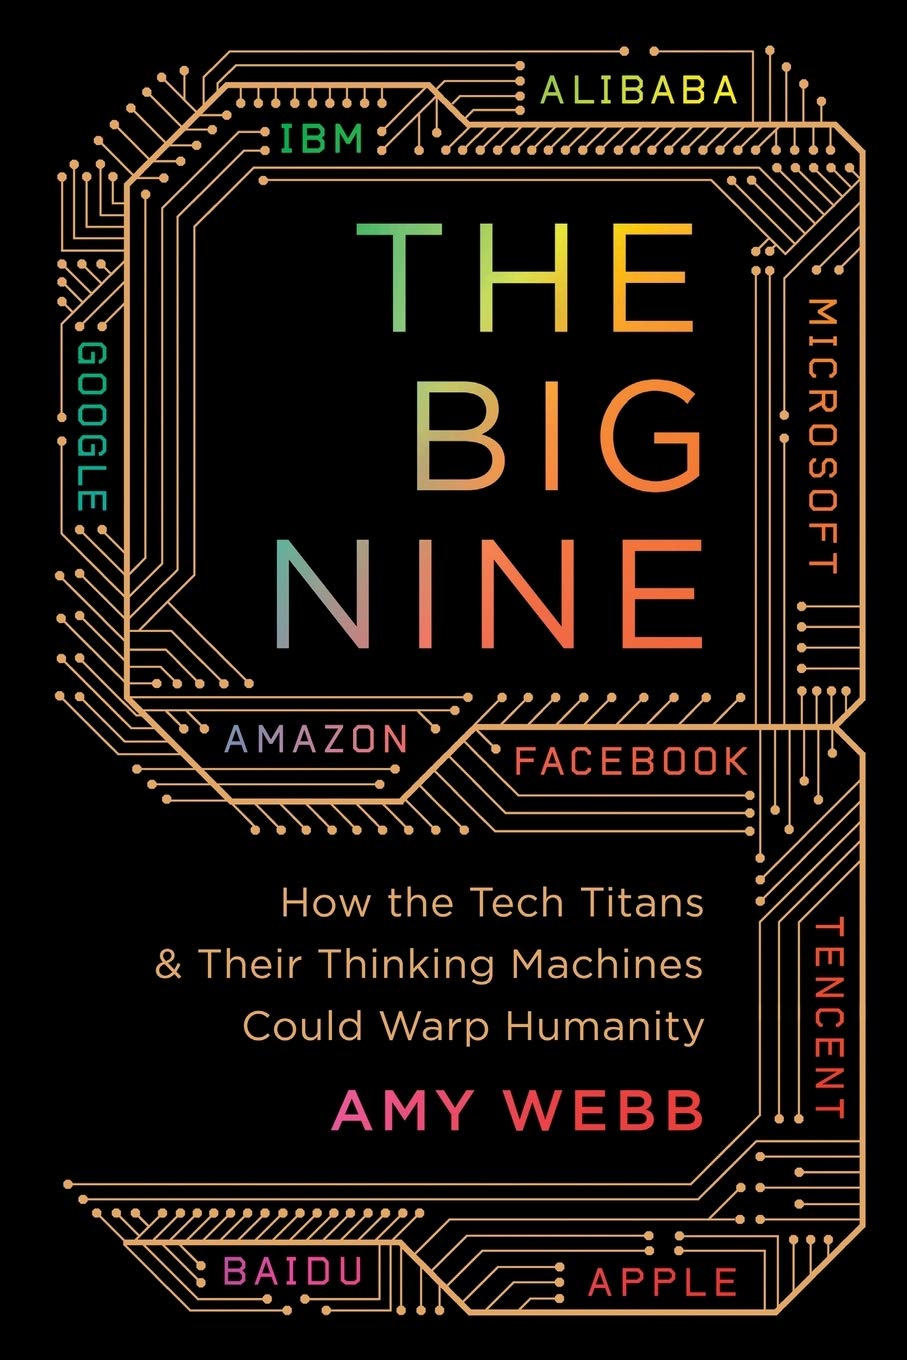 ALIBABA
IBM
THE
BIG
NINE
GOOGLE
MICROSOFT
AMAZON
FACEBOOK
How the Tech Titans
& Their Thinking Machines
Could Warp Humanity
TENCENT
AMY WEBB
BAIDU
APPLE